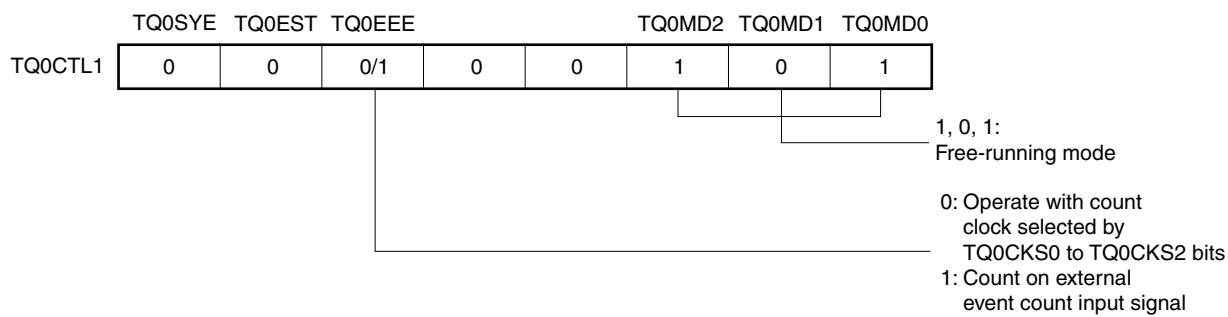 TQ0SYE TQ0EST TQ0EEE TQ0MD2 TQ0MD1 TQ0MD0
TQ0CTL1 0 0 0/1 0 0 1 0 1
1, 0, 1:
Free-running mode
0: Operate with count
clock selected by
TQ0CKS0 to TQ0CKS2 bits
1: Count on external
event count input signal